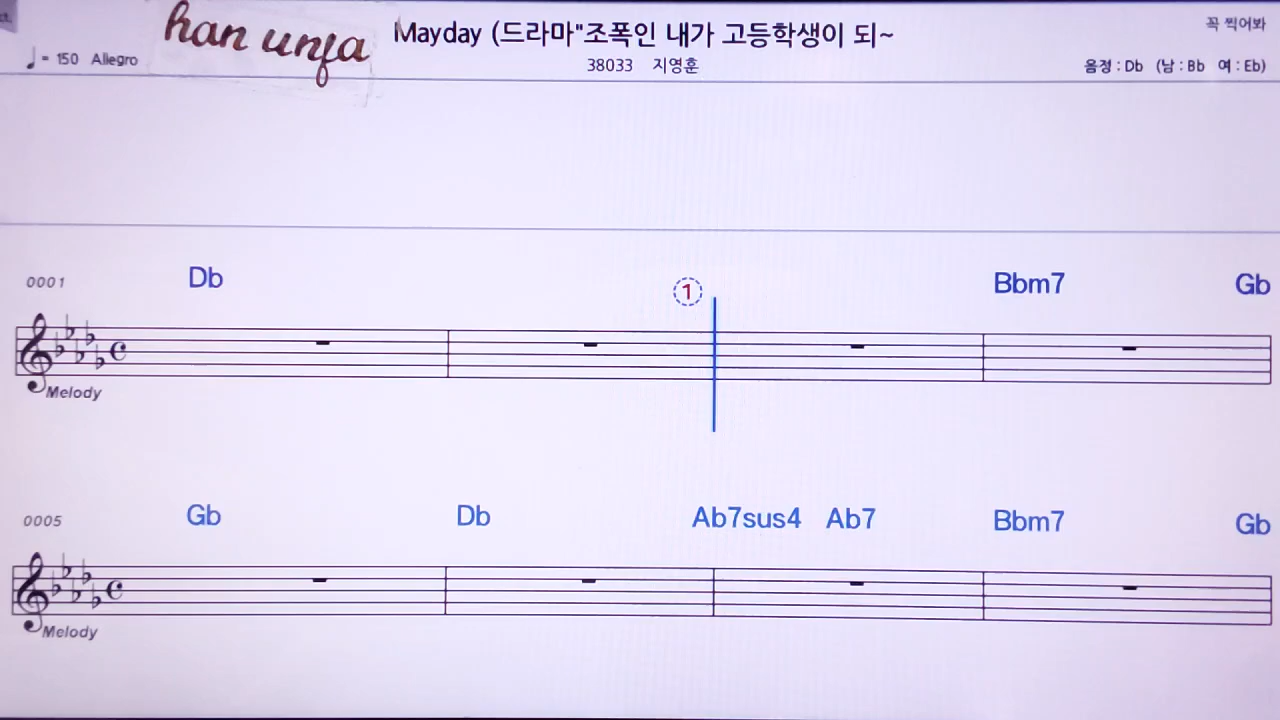 han unja
Mayday (드라마"조폭인 내가 고등학생이 되~
꼭 찍어봐
= 150 Allegro
38033 지영훈
음정 : Db (남 : Bb 여 : Eb)
0001 Db 1 Bbm7 Gb
Melody
0005 Gb Db Ab7sus4 Ab7 Bbm7 Gb
Melody